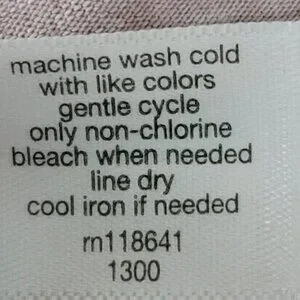 machine wash cold
with like colors
gentle cycle
only non-chlorine
bleach when needed
line dry
cool iron if needed
rn118641
1300